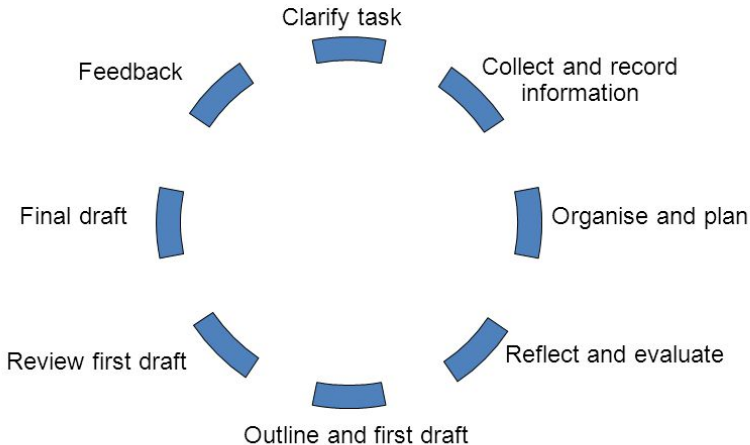 Clarify task
Collect and record
information
Organise and plan
Reflect and evaluate
Outline and first draft
Review first draft
Final draft
Feedback